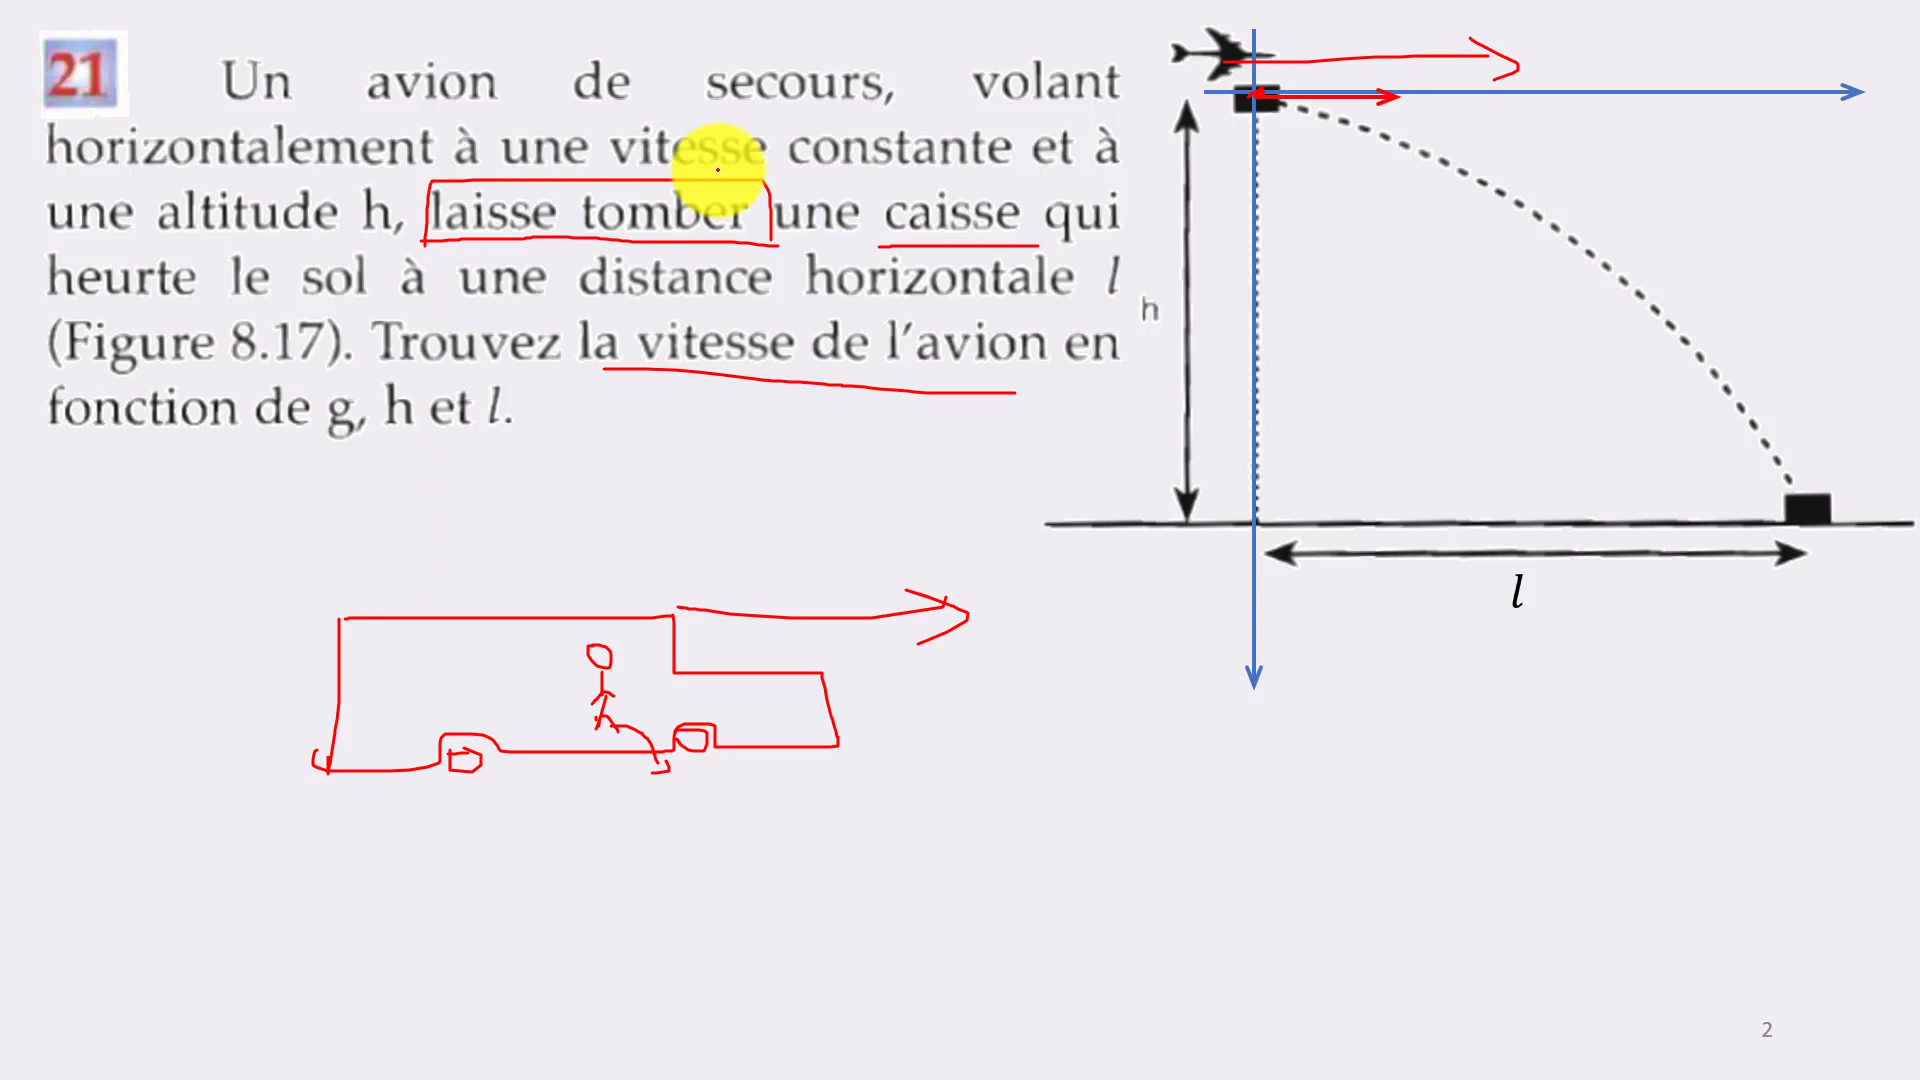 21 Un avion de secours, volant
horizontalement à une vitesse constante et à
une altitude h, laisse tomber une caisse qui
heurte le sol à une distance horizontale l
(Figure 8.17). Trouvez la vitesse de l'avion en
fonction de g, h et l.
h
l
2